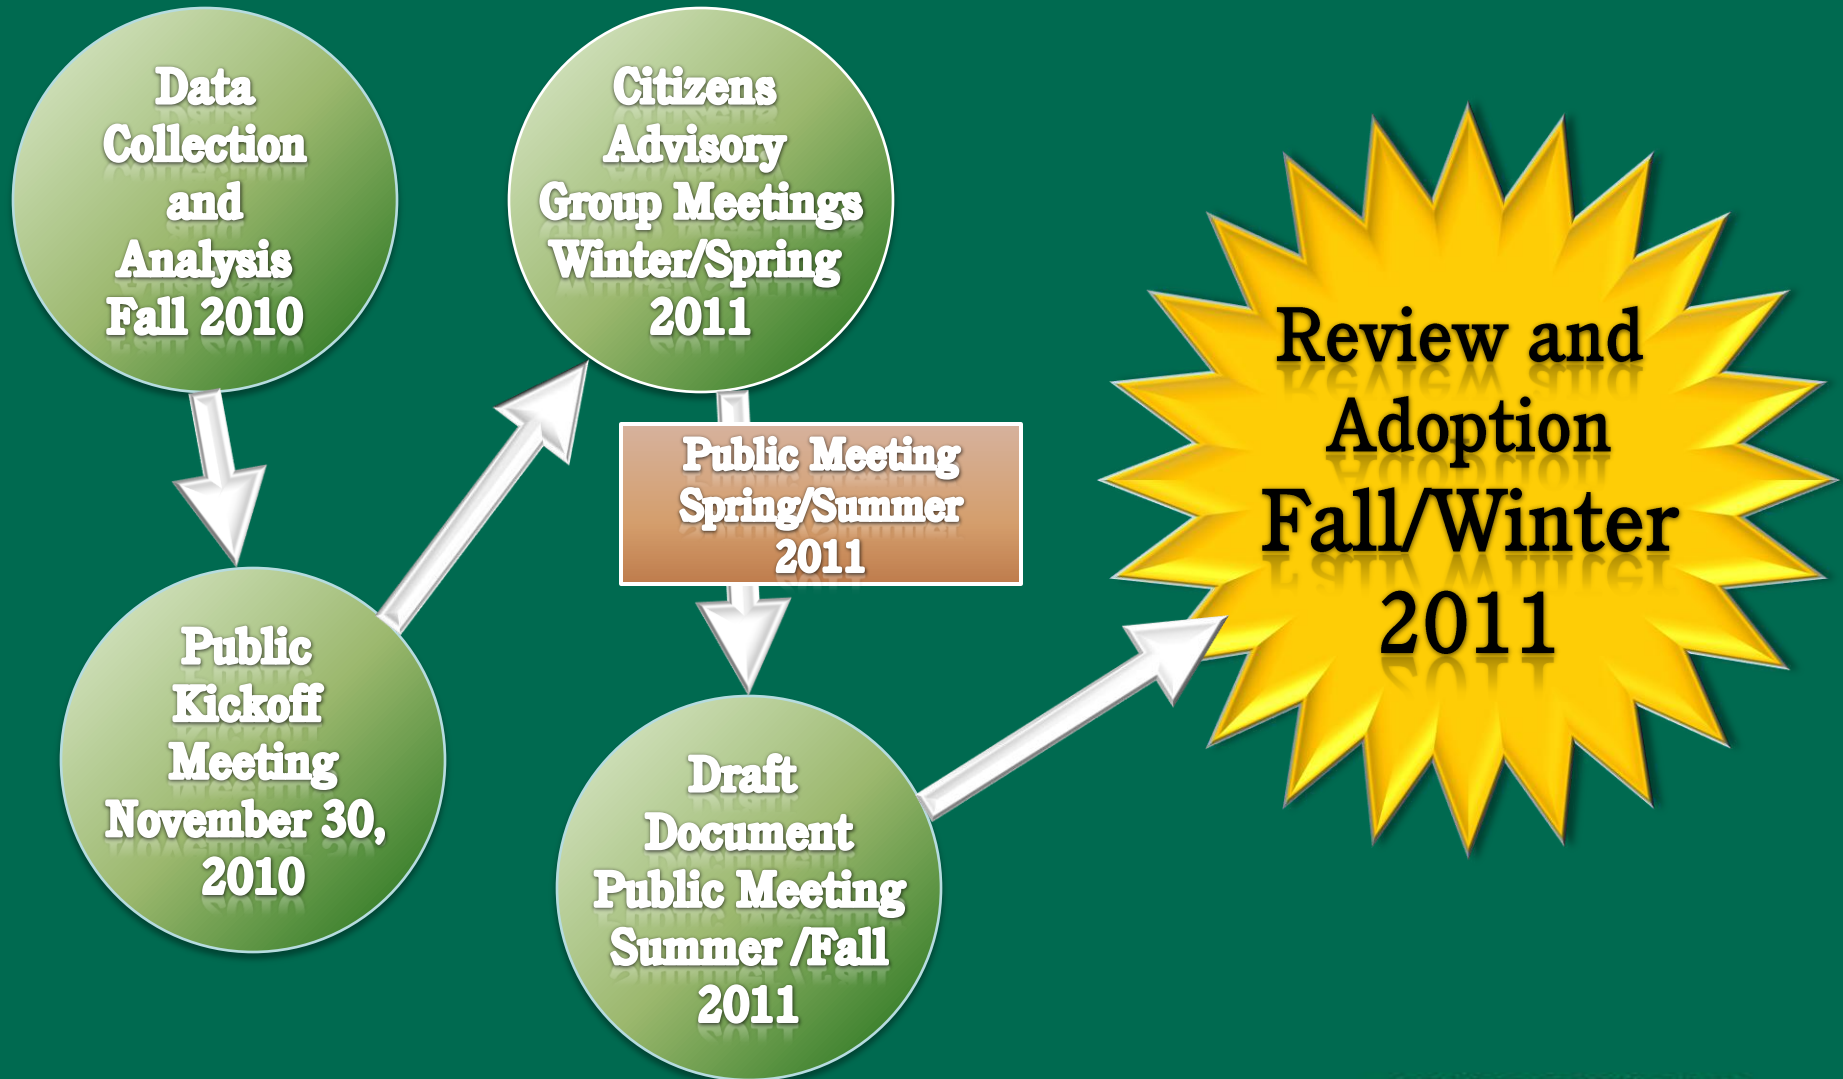 Data
Collection
and
Analysis
Fall 2010
Public
Kickoff
Meeting
November 30,
2010
Citizens
Advisory
Group Meetings
Winter/Spring
2011
Public Meeting
Spring/Summer
2011
Draft
Document
Public Meeting
Summer /Fall
2011
Review and
Adoption
Fall/Winter
2011